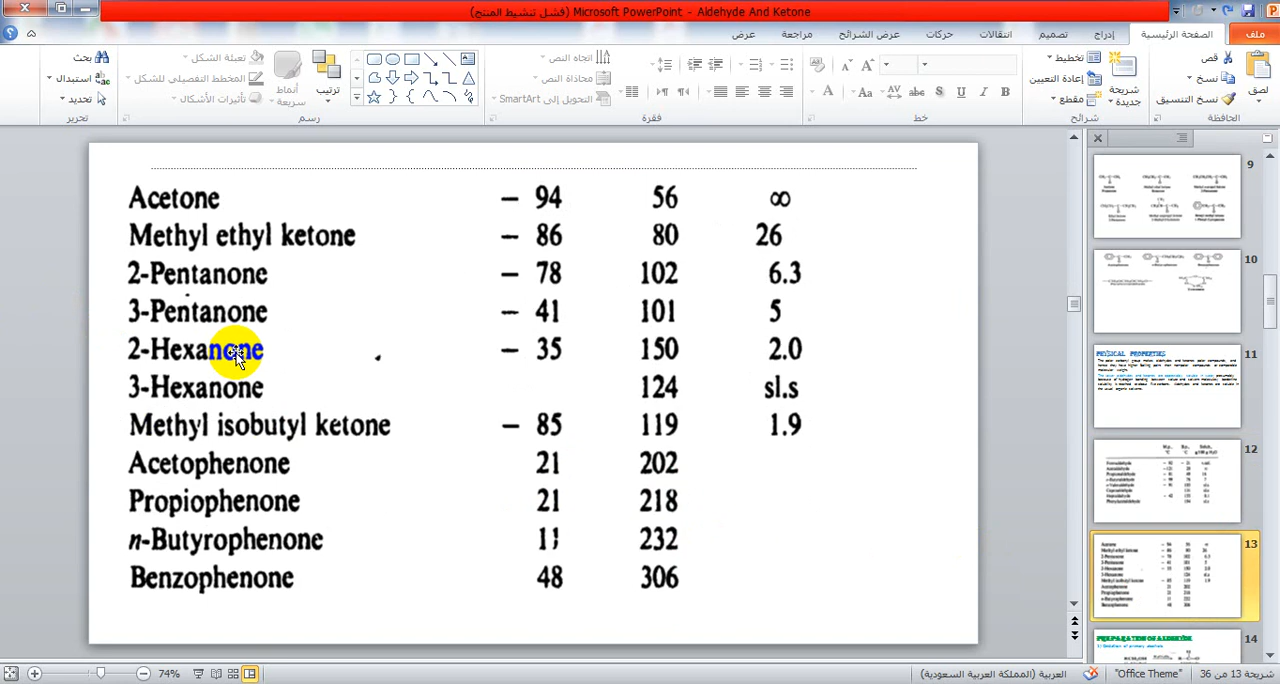 Aldehyde And Ketone - Microsoft PowerPoint (فشل تنشيط المنتج)
ملف الصفحة الرئيسية إدراج تصميم انتقالات حركات عرض الشرائح مراجعة عرض
لصق
قص
نسخ
نسخ التنسيق
الحافظة
شريحة جديدة
تخطيط
إعادة التعيين
مقطع
شرائح
خط
اتجاه النص
محاذاة النص
التحويل إلى SmartArt
فقرة
ترتيب
أنماط سريعة
تعبئة الشكل
المخطط التفصيلي للشكل
تأثيرات الأشكال
رسم
بحث
استبدال
تحديد
تحرير
Acetone – 94 56 ∞
Methyl ethyl ketone – 86 80 26
2-Pentanone – 78 102 6.3
3-Pentanone – 41 101 5
2-Hexanone – 35 150 2.0
3-Hexanone 124 sl.s
Methyl isobutyl ketone – 85 119 1.9
Acetophenone 21 202
Propiophenone 21 218
n-Butyrophenone 11 232
Benzophenone 48 306
9
10
11
PHYSICAL PROPERTIES
12
13
14
PREPARATION OF ALDEHYDE
شريحة 13 من 36 "Office Theme" العربية (المملكة العربية السعودية) 74%